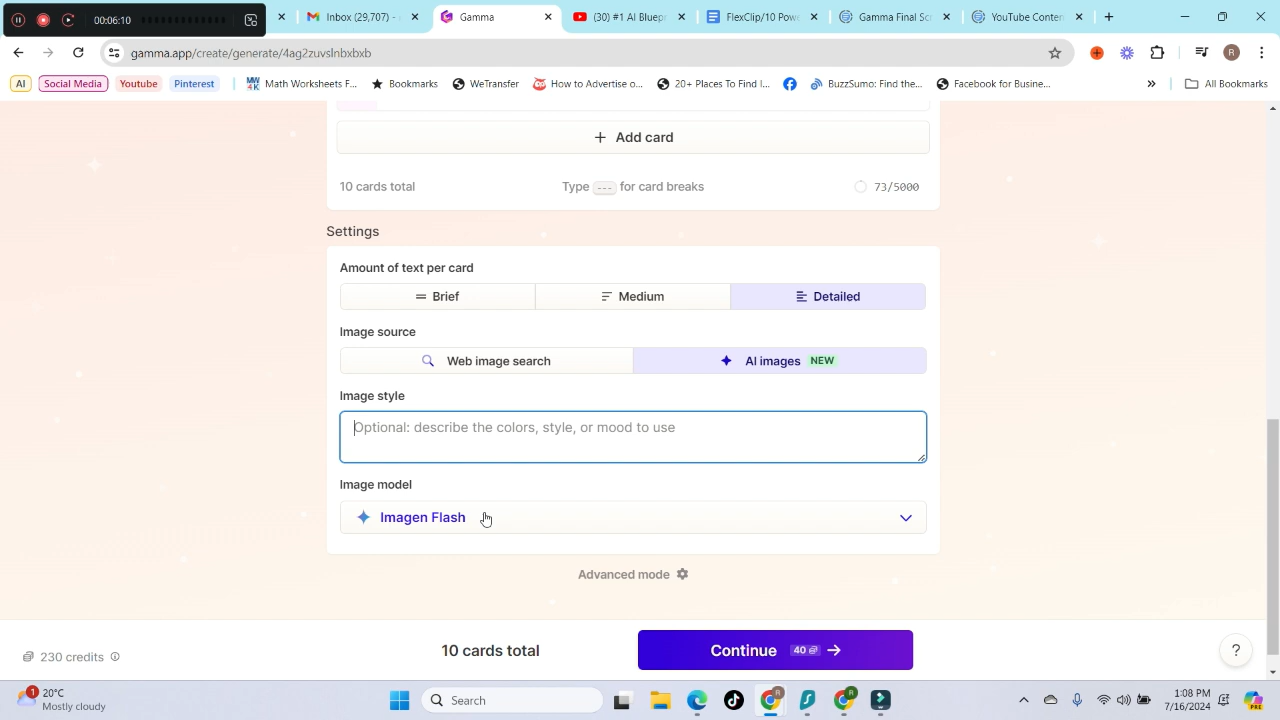 00:06:10
Inbox (29,707) -
Gamma
(30) #1 AI Bluep
Flexjobs
Gamma Final Sc
YouTube Conten
gamma.app/create/generate/4ag2zuvslnbxbxb
R
AI
Social Media
Youtube
Pinterest
Math Worksheets F...
Bookmarks
WeTransfer
How to Advertise o...
20+ Places To Find I...
BuzzSumo: Find the...
Facebook for Busine...
»
All Bookmarks
+ Add card
10 cards total
Type --- for card breaks
73/5000
Settings
Amount of text per card
Brief
Medium
Detailed
Image source
Web image search
AI images NEW
Image style
Optional: describe the colors, style, or mood to use
Image model
Imagen Flash
Advanced mode
230 credits
10 cards total
Continue 40
?
1
20°C
Mostly cloudy
Search
1:08 PM
7/16/2024